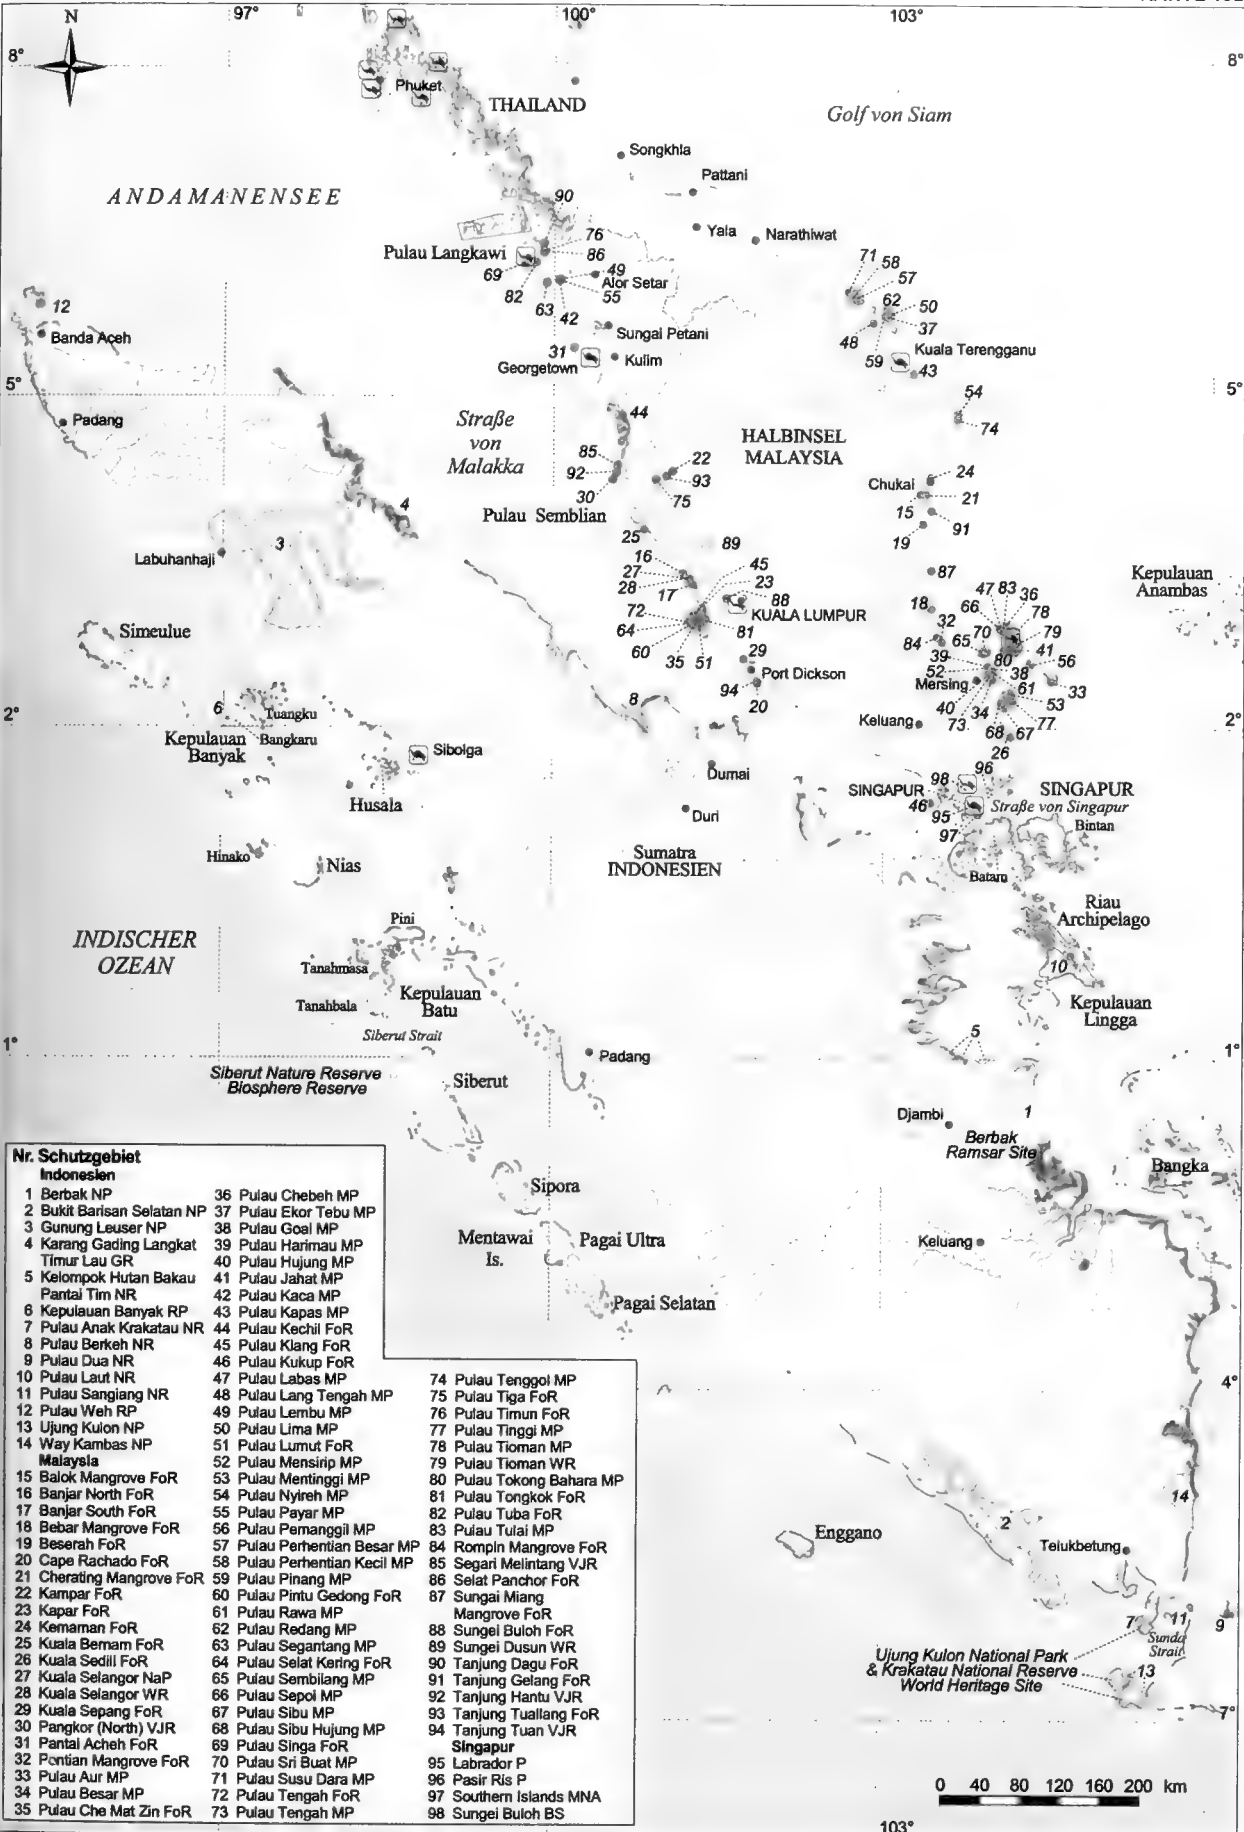 N
97°
100°
103°
8°
8°
Phuket
THAILAND
Golf von Siam
Songkhla
Pattani
ANDAMANENSEE
90
Yala
Narathiwat
76
Pulau Langkawi
86
69
49
Alor Setar
82
63
55
42
71
58
57
62
50
37
48
59
12
Banda Aceh
Sungai Petani
31
Georgetown
Kulim
Kuala Terengganu
43
5°
5°
Padang
Straße
von
Malakka
44
54
74
HALBINSEL
MALAYSIA
85
92
22
93
30
75
24
Chukai
21
15
91
19
4
Pulau Semblian
25
3
Labuhanhaji
89
16
45
27
23
28
88
17
KUALA LUMPUR
72
64
81
60
35
51
87
Kepulauan
Anambas
47
83
36
18
66
78
32
70
79
84
65
41
39
80
56
52
38
Mersing
33
61
40
53
34
73
77
68
67
26
Simeulue
29
Port Dickson
94
20
8
2°
2°
6
Tuangku
Kepulauan
Banyak
Bangkaru
Keluang
Sibolga
Dumai
96
98
SINGAPUR
SINGAPUR
46
Straße von Singapur
95
Bintan
97
Husala
Duri
Hinako
Nias
Sumatra
INDONESIEN
Batam
Riau
Archipelago
Pini
INDISCHER
OZEAN
Tanahmasa
10
Kepulauan
Batu
Tanahbala
Kepulauan
Lingga
Siberut Strait
5
1°
1°
Padang
Siberut Nature Reserve
Biosphere Reserve
Siberut
1
Djambi
Berbak
Ramsar Site
Bangka
Sipora
Mentawai
Is.
Pagai Ultra
Keluang
Pagai Selatan
4°
14
2
Enggano
Telukbetung
7
11
9
Sunda
Strait
Ujung Kulon National Park
& Krakatau National Reserve
World Heritage Site
13
7°
0 40 80 120 160 200 km
103°
Nr. Schutzgebiet
Indonesien
1 Berbak NP
2 Bukit Barisan Selatan NP
3 Gunung Leuser NP
4 Karang Gading Langkat
Timur Lau GR
5 Kelompok Hutan Bakau
Pantai Tim NR
6 Kepulauan Banyak RP
7 Pulau Anak Krakatau NR
8 Pulau Berkeh NR
9 Pulau Dua NR
10 Pulau Laut NR
11 Pulau Sangiang NR
12 Pulau Weh RP
13 Ujung Kulon NP
14 Way Kambas NP
Malaysia
15 Balok Mangrove FoR
16 Banjar North FoR
17 Banjar South FoR
18 Bebar Mangrove FoR
19 Beserah FoR
20 Cape Rachado FoR
21 Cherating Mangrove FoR
22 Kampar FoR
23 Kapar FoR
24 Kemaman FoR
25 Kuala Bernam FoR
26 Kuala Sedili FoR
27 Kuala Selangor NaP
28 Kuala Selangor WR
29 Kuala Sepang FoR
30 Pangkor (North) VJR
31 Pantai Acheh FoR
32 Pontian Mangrove FoR
33 Pulau Aur MP
34 Pulau Besar MP
35 Pulau Che Mat Zin FoR
36 Pulau Chebeh MP
37 Pulau Ekor Tebu MP
38 Pulau Goal MP
39 Pulau Harimau MP
40 Pulau Hujung MP
41 Pulau Jahat MP
42 Pulau Kaca MP
43 Pulau Kapas MP
44 Pulau Kechil FoR
45 Pulau Klang FoR
46 Pulau Kukup FoR
47 Pulau Labas MP
48 Pulau Lang Tengah MP
49 Pulau Lembu MP
50 Pulau Lima MP
51 Pulau Lumut FoR
52 Pulau Mensirip MP
53 Pulau Mentinggi MP
54 Pulau Nyireh MP
55 Pulau Payar MP
56 Pulau Pemanggil MP
57 Pulau Perhentian Besar MP
58 Pulau Perhentian Kecil MP
59 Pulau Pinang MP
60 Pulau Pintu Gedong FoR
61 Pulau Rawa MP
62 Pulau Redang MP
63 Pulau Segantang MP
64 Pulau Selat Kering FoR
65 Pulau Sembilang MP
66 Pulau Sepoi MP
67 Pulau Sibu MP
68 Pulau Sibu Hujung MP
69 Pulau Singa FoR
70 Pulau Sri Buat MP
71 Pulau Susu Dara MP
72 Pulau Tengah FoR
73 Pulau Tengah MP
74 Pulau Tenggol MP
75 Pulau Tiga FoR
76 Pulau Timun FoR
77 Pulau Tinggi MP
78 Pulau Tioman MP
79 Pulau Tioman WR
80 Pulau Tokong Bahara MP
81 Pulau Tongkok FoR
82 Pulau Tuba FoR
83 Pulau Tulai MP
84 Rompin Mangrove FoR
85 Segari Melintang VJR
86 Selat Panchor FoR
87 Sungai Miang
Mangrove FoR
88 Sungei Buloh FoR
89 Sungei Dusun WR
90 Tanjung Dagu FoR
91 Tanjung Gelang FoR
92 Tanjung Hantu VJR
93 Tanjung Tuallang FoR
94 Tanjung Tuan VJR
Singapur
95 Labrador P
96 Pasir Ris P
97 Southern Islands MNA
98 Sungei Buloh BS